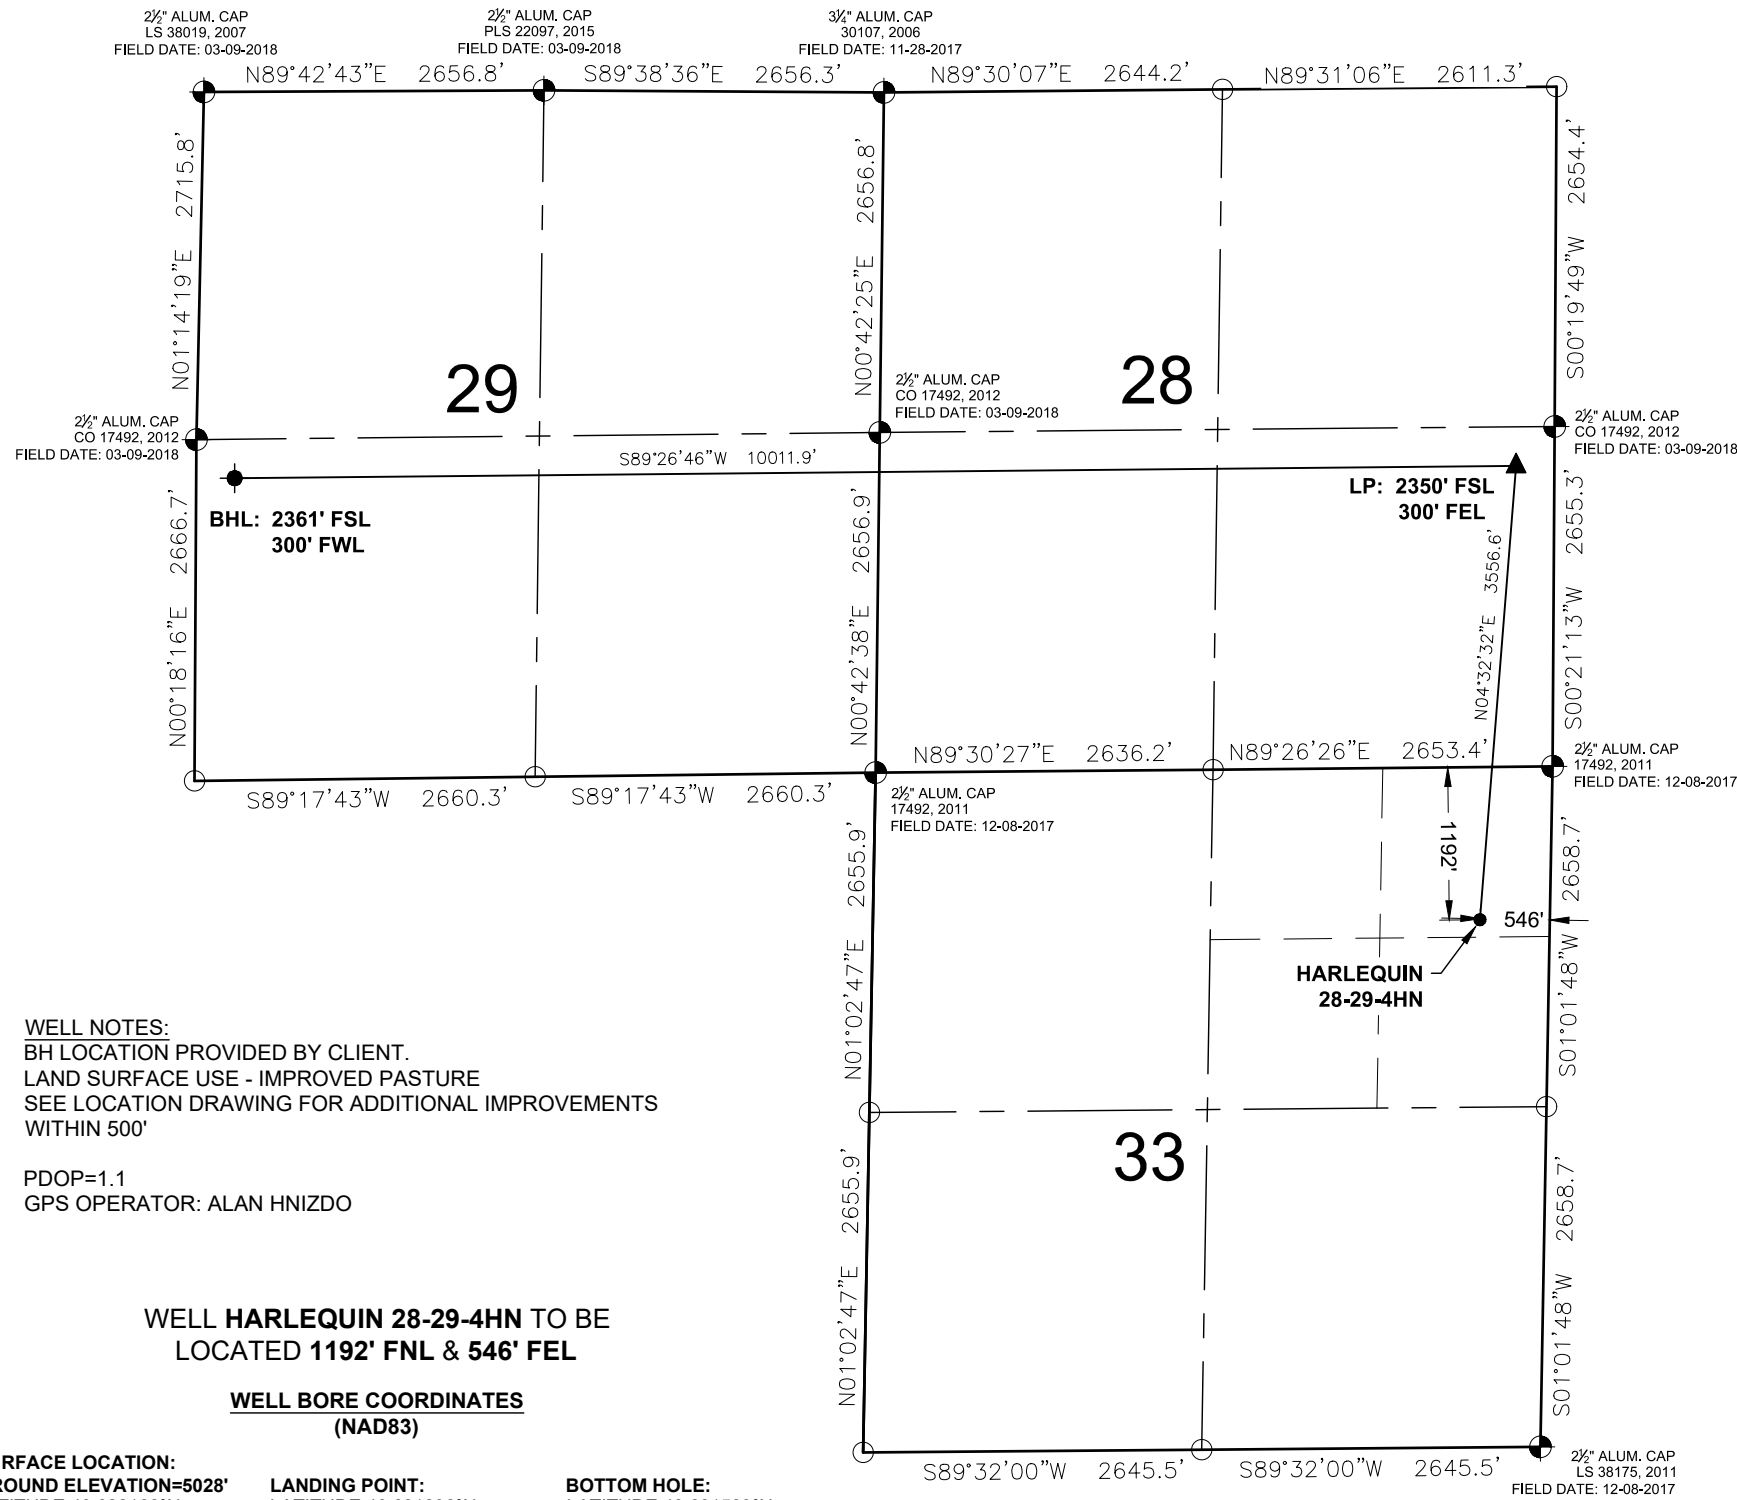 2½" ALUM. CAP
LS 38019, 2007
FIELD DATE: 03-09-2018
2½" ALUM. CAP
PLS 22097, 2015
FIELD DATE: 03-09-2018
3¼" ALUM. CAP
30107, 2006
FIELD DATE: 11-28-2017
N89°42'43"E 2656.8'
S89°38'36"E 2656.3'
N89°30'07"E 2644.2'
N89°31'06"E 2611.3'
N01°14'19"E 2715.8'
N00°42'25"E 2656.8'
S00°19'49"W 2654.4'
29
28
2½" ALUM. CAP
CO 17492, 2012
FIELD DATE: 03-09-2018
2½" ALUM. CAP
CO 17492, 2012
FIELD DATE: 03-09-2018
2½" ALUM. CAP
CO 17492, 2012
FIELD DATE: 03-09-2018
S89°26'46"W 10011.9'
BHL: 2361' FSL
300' FWL
LP: 2350' FSL
300' FEL
N00°18'16"E 2666.7'
N00°42'38"E 2656.9'
N04°32'32"E 3556.6'
S00°21'13"W 2655.3'
N89°30'27"E 2636.2'
N89°26'26"E 2653.4'
2½" ALUM. CAP
17492, 2011
FIELD DATE: 12-08-2017
S89°17'43"W 2660.3'
S89°17'43"W 2660.3'
2½" ALUM. CAP
17492, 2011
FIELD DATE: 12-08-2017
1192'
546'
N01°02'47"E 2655.9'
S01°01'48"W 2658.7'
HARLEQUIN
28-29-4HN
WELL NOTES:
BH LOCATION PROVIDED BY CLIENT.
LAND SURFACE USE - IMPROVED PASTURE
SEE LOCATION DRAWING FOR ADDITIONAL IMPROVEMENTS
WITHIN 500'
PDOP=1.1
GPS OPERATOR: ALAN HNIZDO
33
N01°02'47"E 2655.9'
S01°01'48"W 2658.7'
WELL HARLEQUIN 28-29-4HN TO BE
LOCATED 1192' FNL & 546' FEL
WELL BORE COORDINATES
(NAD83)
S89°32'00"W 2645.5'
S89°32'00"W 2645.5'
2½" ALUM. CAP
LS 38175, 2011
FIELD DATE: 12-08-2017
RFACE LOCATION:
ROUND ELEVATION=5028'
LANDING POINT:
BOTTOM HOLE: